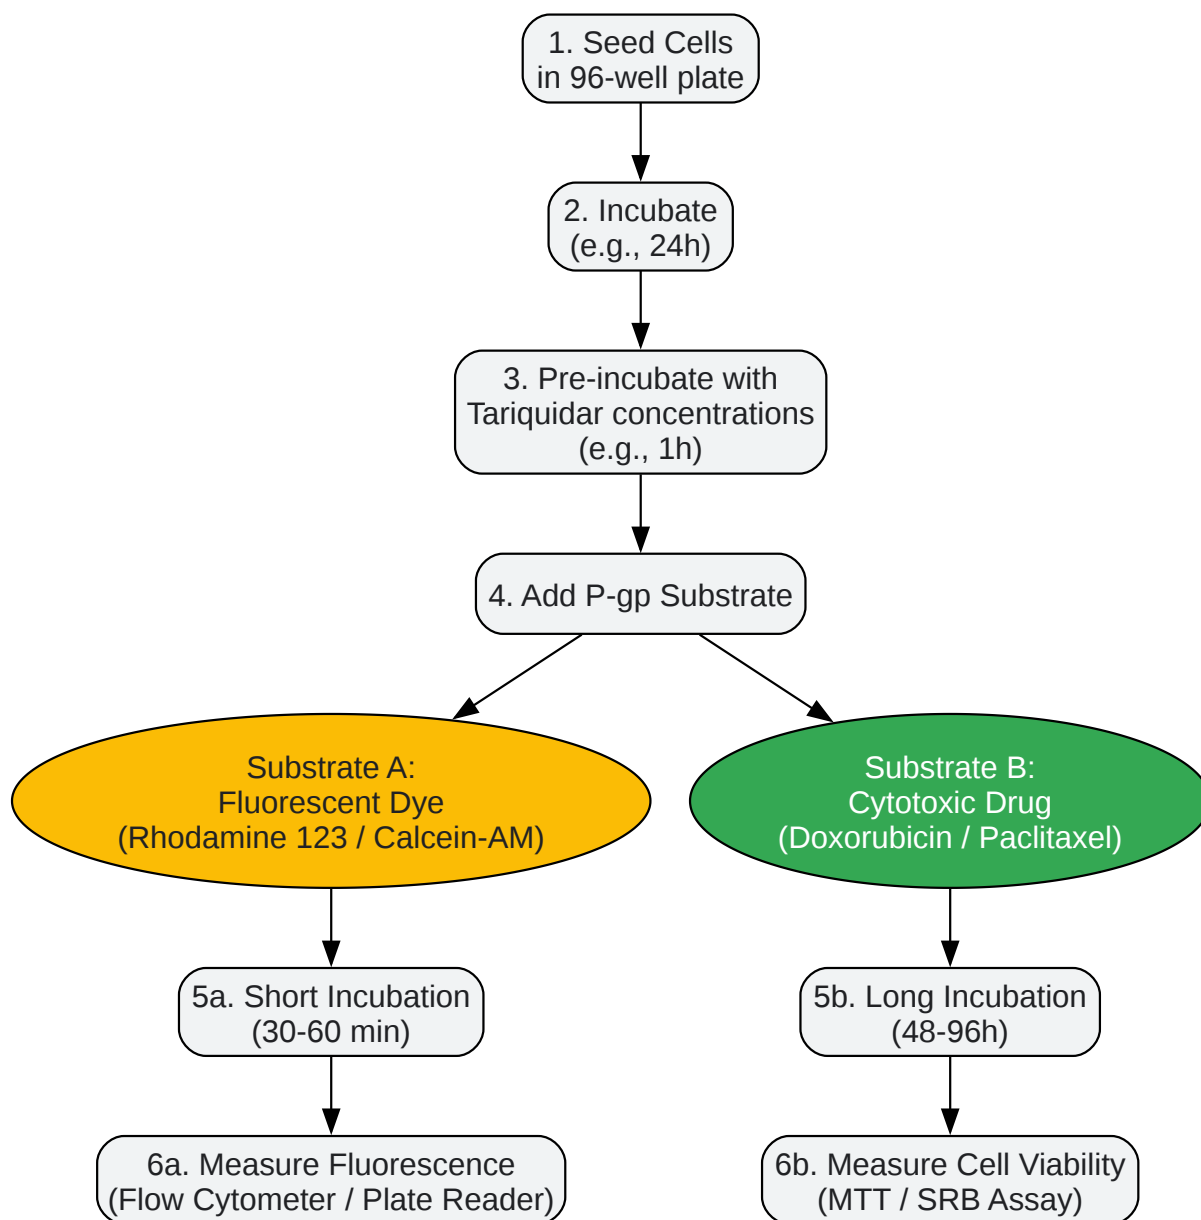 1. Seed Cells
in 96-well plate
2. Incubate
(e.g., 24h)
3. Pre-incubate with
Tariquidar concentrations
(e.g., 1h)
4. Add P-gp Substrate
Substrate A:
Fluorescent Dye
(Rhodamine 123 / Calcein-AM)
Substrate B:
Cytotoxic Drug
(Doxorubicin / Paclitaxel)
5a. Short Incubation
(30-60 min)
5b. Long Incubation
(48-96h)
6a. Measure Fluorescence
(Flow Cytometer / Plate Reader)
6b. Measure Cell Viability
(MTT / SRB Assay)